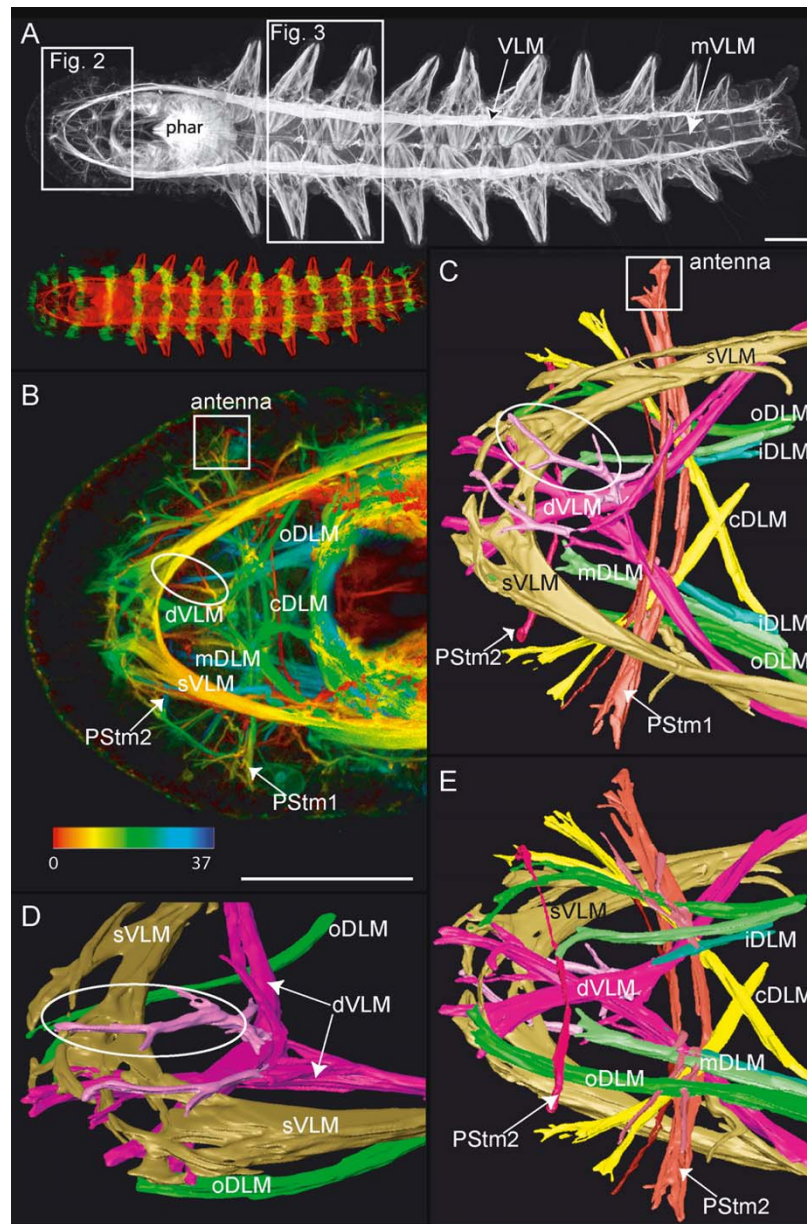 A
Fig. 2
Fig. 3
VLM
mVLM
phar
B
antenna
oDLM
cDLM
dVLM
mDLM
sVLM
PStm2
PStm1
0
37
C
antenna
sVLM
oDLM
iDLM
dVLM
cDLM
mDLM
sVLM
iDLM
oDLM
PStm2
PStm1
D
sVLM
oDLM
dVLM
sVLM
oDLM
E
sVLM
iDLM
dVLM
cDLM
mDLM
oDLM
PStm2
PStm2